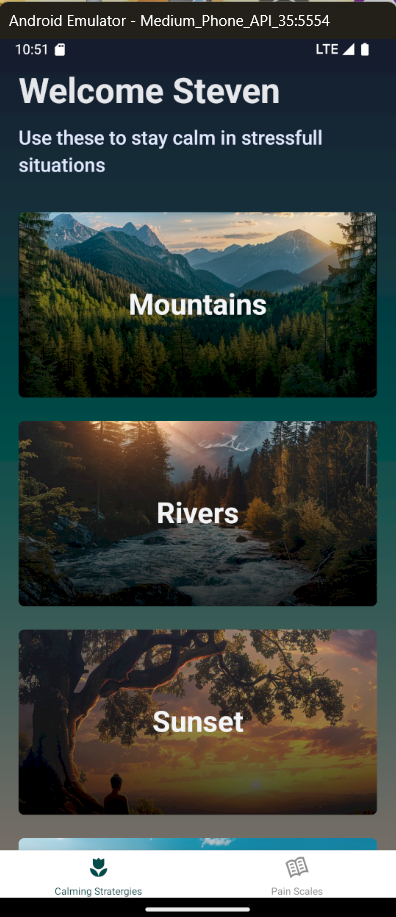 Android Emulator - Medium_Phone_API_35:5554
10:51 LTE
Welcome Steven
Use these to stay calm in stressfull
situations
Mountains
Rivers
Sunset
Calming Stratergies Pain Scales